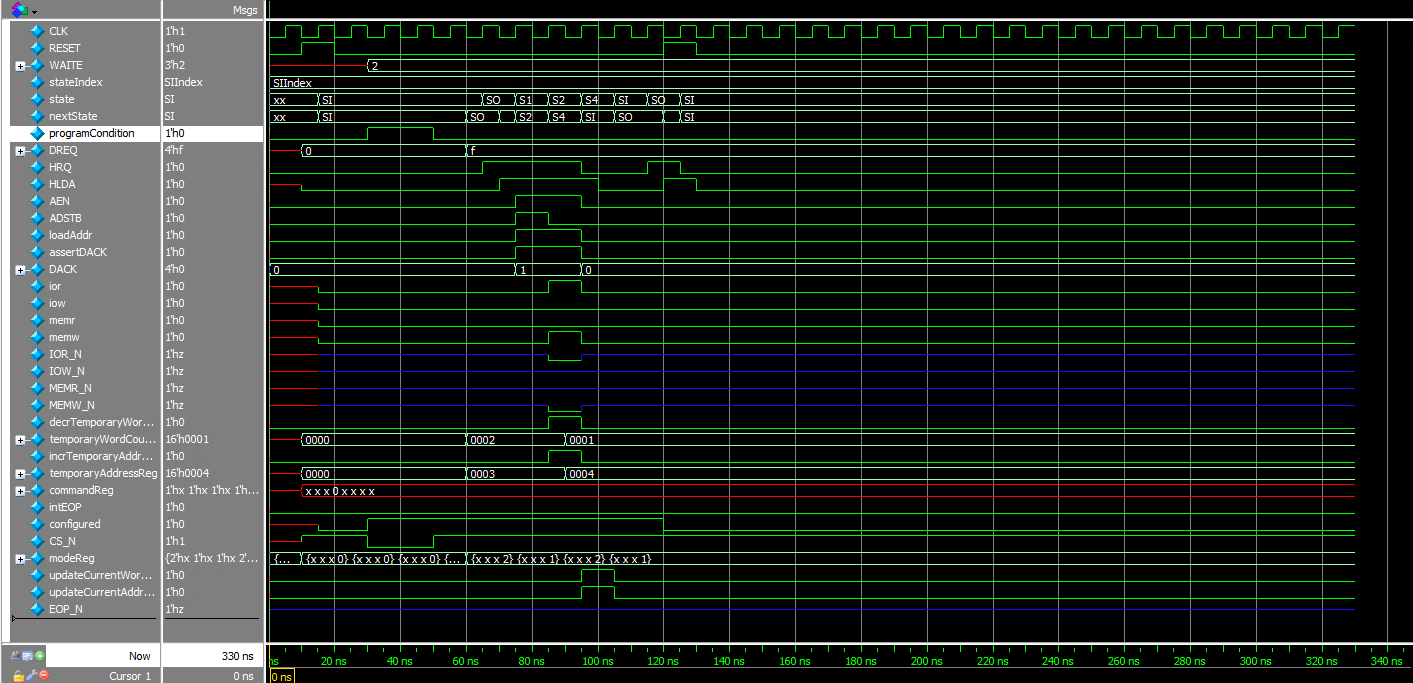 Msgs
CLK 1'h1
RESET 1'h0
WAITE 3'h2 2
stateIndex SIIndex SIIndex
state SI xx SI SO S1 S2 S4 SI SO SI
nextState SI xx SI SO S2 S4 SI SO SI
programCondition 1'h0
DREQ 4'hf 0 f
HRQ 1'h0
HLDA 1'h0
AEN 1'h0
ADSTB 1'h0
loadAddr 1'h0
assertDACK 1'h0
DACK 4'h0 0 1 0
ior 1'h0
iow 1'h0
memr 1'h0
memw 1'h0
IOR_N 1'hz
IOW_N 1'hz
MEMR_N 1'hz
MEMW_N 1'hz
decrTemporaryWor... 1'h0
temporaryWordCou... 16'h0001 0000 0002 0001
incrTemporaryAddr... 1'h0
temporaryAddressReg 16'h0004 0000 0003 0004
commandReg 1'hx 1'hx 1'hx 1'h... x x x 0 x x x x
intEOP 1'h0
configured 1'h0
CS_N 1'h1
modeReg {2'hx 1'hx 1'hx 2'... {... {x x x 0} {x x x 0} {x x x 0} {... {x x x 2} {x x x 1} {x x x 2} {x x x 1}
updateCurrentWor... 1'h0
updateCurrentAddr... 1'h0
EOP_N 1'hz
Now 330 ns ns 20 ns 40 ns 60 ns 80 ns 100 ns 120 ns 140 ns 160 ns 180 ns 200 ns 220 ns 240 ns 260 ns 280 ns 300 ns 320 ns 340 ns
Cursor 1 0 ns 0 ns